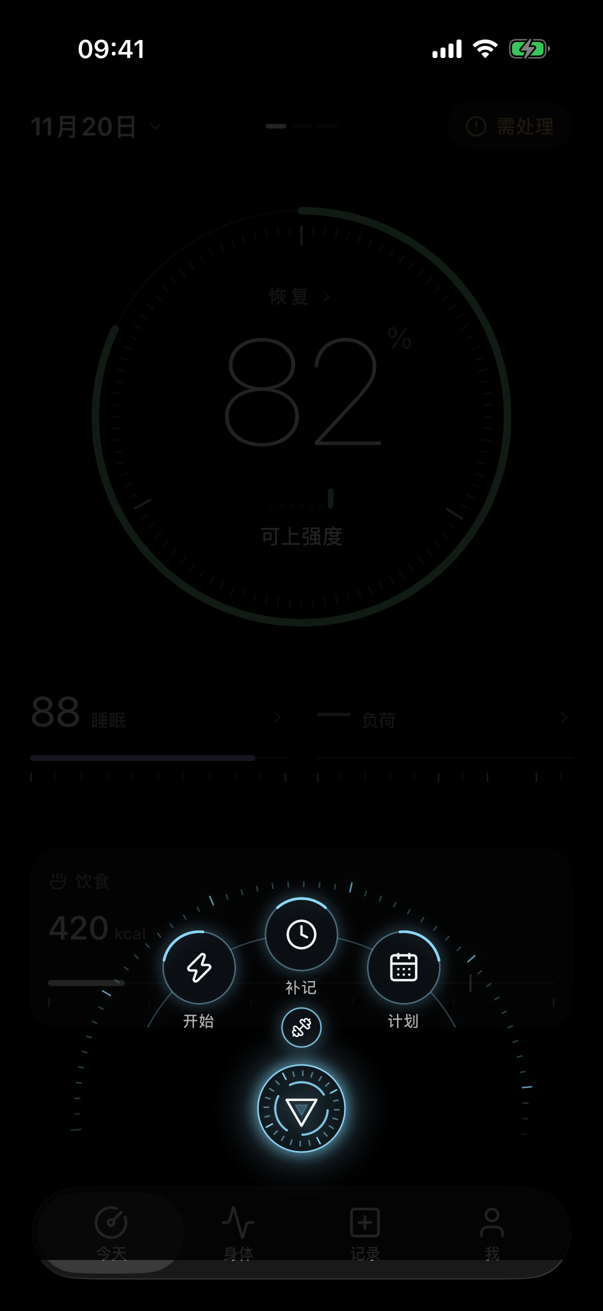 09:41
11月20日
需处理
恢复
82%
可上强度
88 睡眠
— 负荷
饮食
420 kcal
补记
开始
计划
今天
身体
记录
我